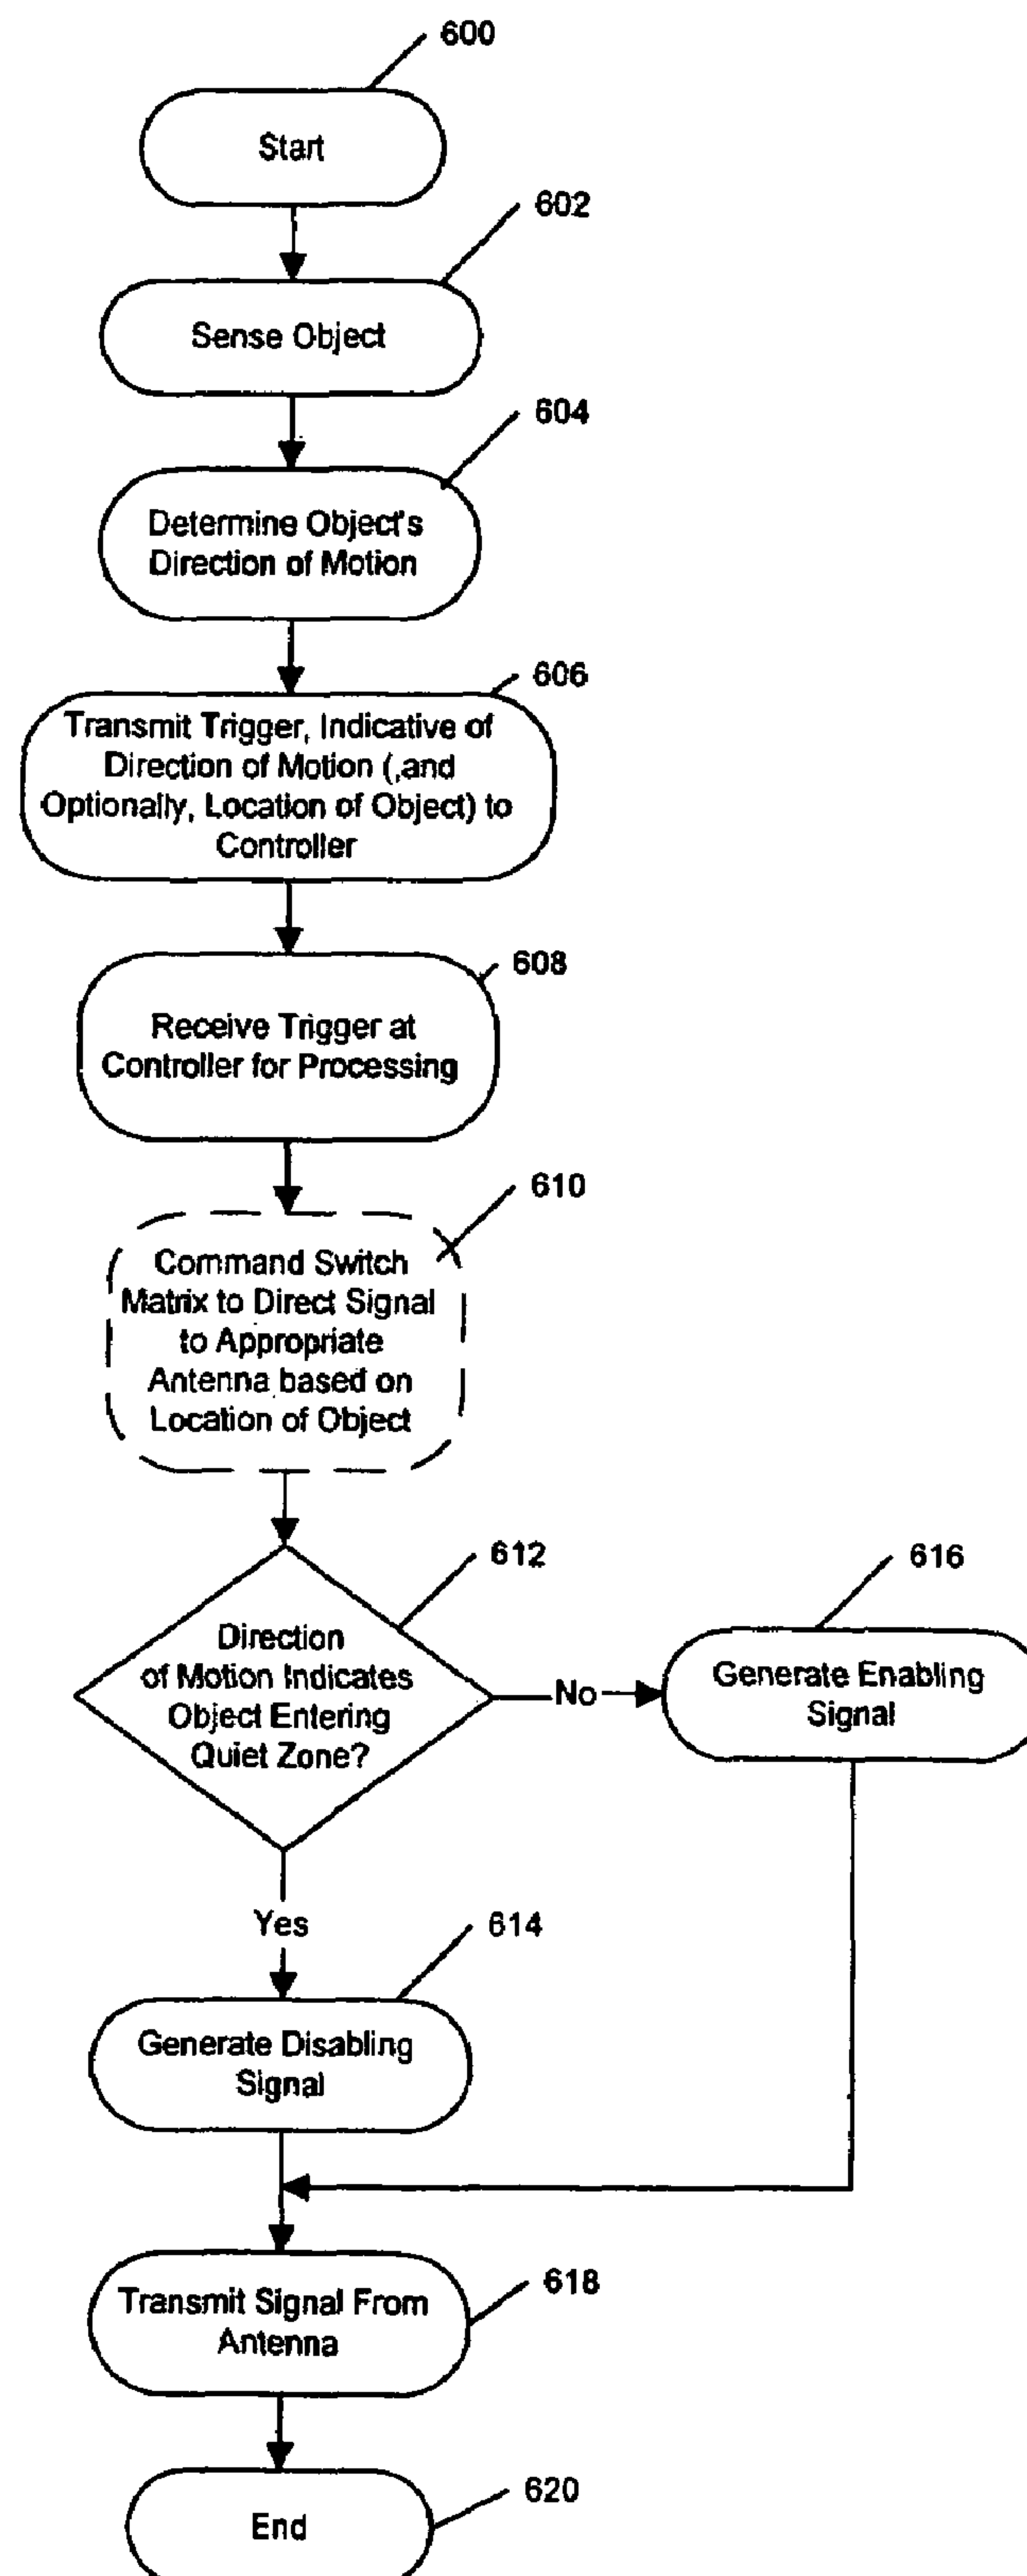 600
Start
602
Sense Object
604
Determine Object's
Direction of Motion
606
Transmit Trigger, Indicative of
Direction of Motion (,and
Optionally, Location of Object) to
Controller
608
Receive Trigger at
Controller for Processing
610
Command Switch
Matrix to Direct Signal
to Appropriate
Antenna based on
Location of Object
612
Direction
of Motion Indicates
Object Entering
Quiet Zone?
No
616
Generate Enabling
Signal
Yes
614
Generate Disabling
Signal
618
Transmit Signal From
Antenna
620
End